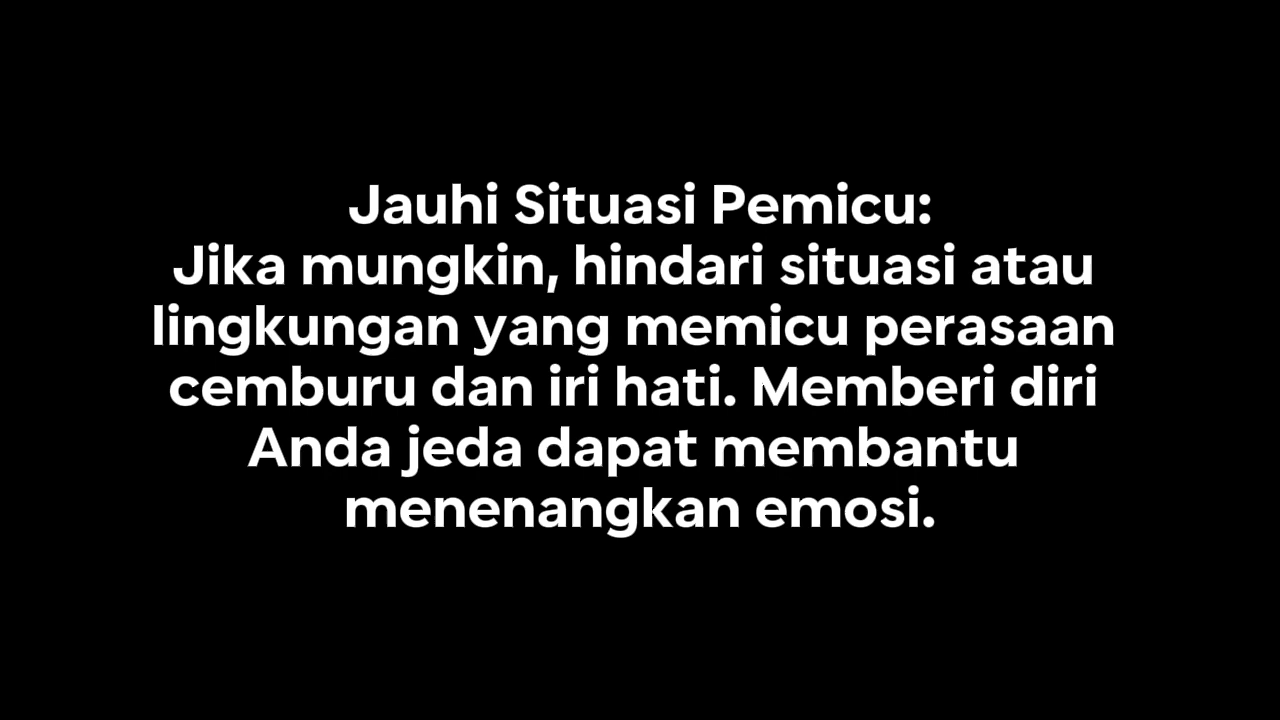 Jauhi Situasi Pemicu:
Jika mungkin, hindari situasi atau
lingkungan yang memicu perasaan
cemburu dan iri hati. Memberi diri
Anda jeda dapat membantu
menenangkan emosi.